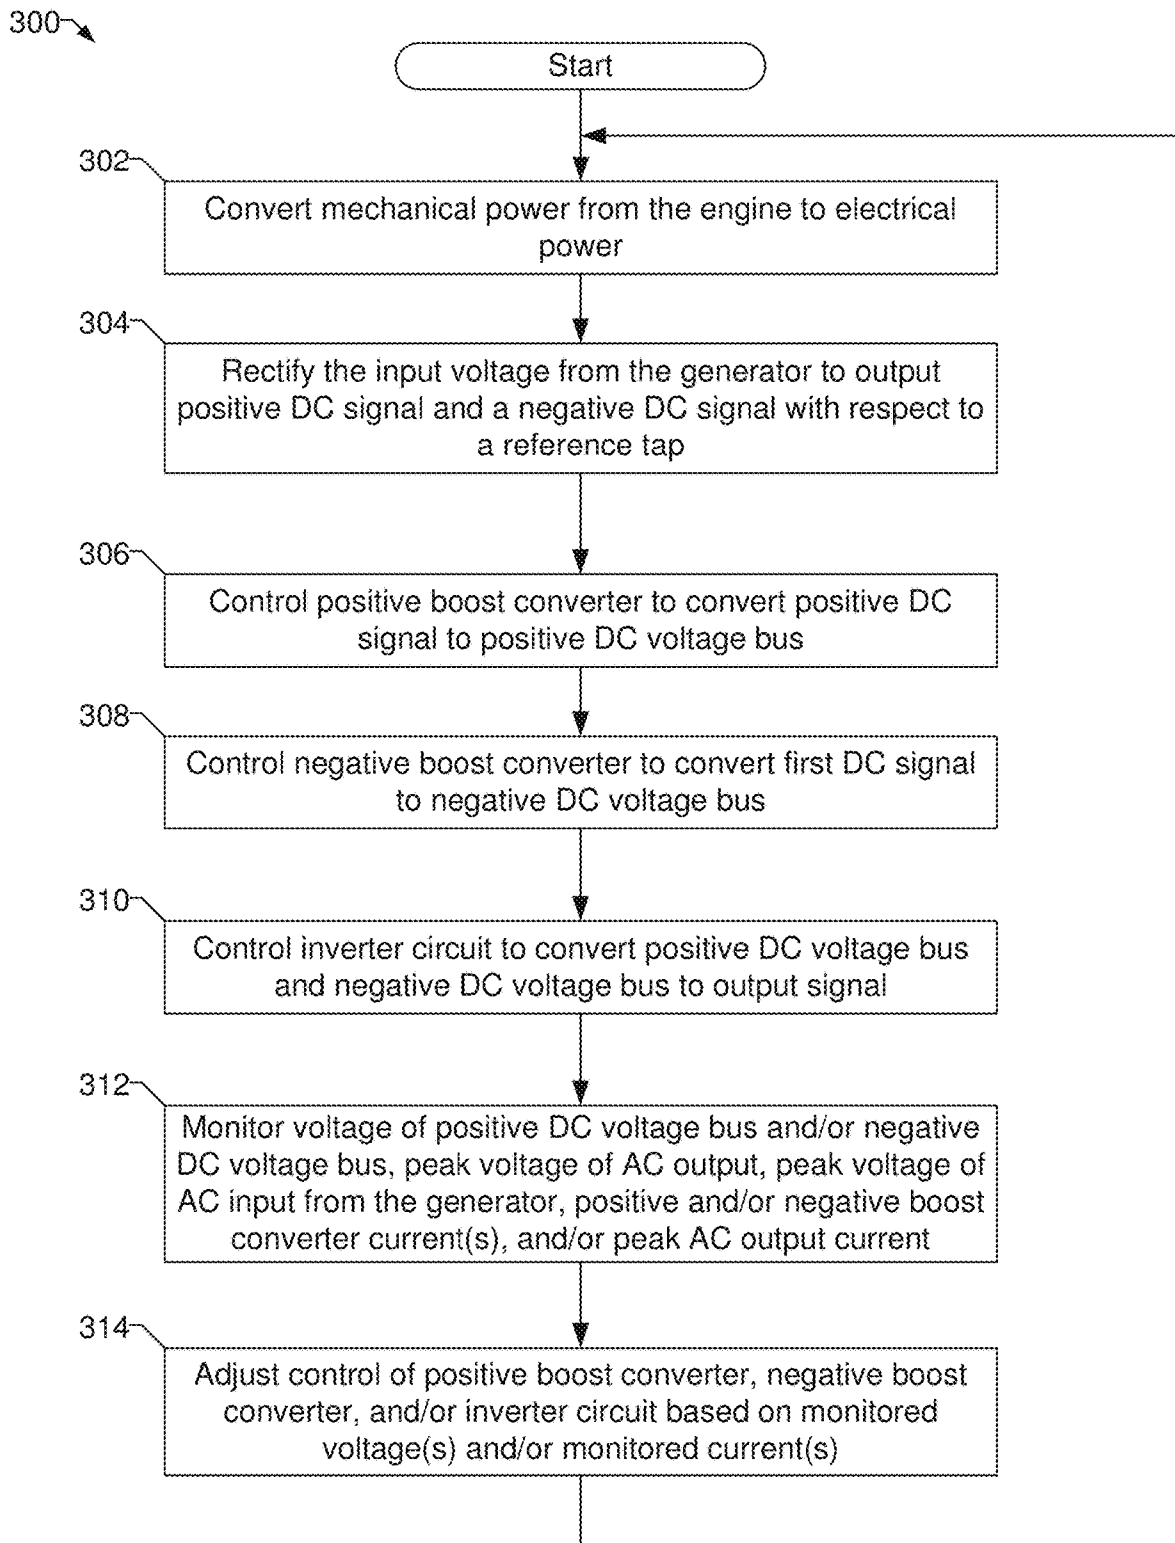 300
Start
302
Convert mechanical power from the engine to electrical
power
304
Rectify the input voltage from the generator to output
positive DC signal and a negative DC signal with respect to
a reference tap
306
Control positive boost converter to convert positive DC
signal to positive DC voltage bus
308
Control negative boost converter to convert first DC signal
to negative DC voltage bus
310
Control inverter circuit to convert positive DC voltage bus
and negative DC voltage bus to output signal
312
Monitor voltage of positive DC voltage bus and/or negative
DC voltage bus, peak voltage of AC output, peak voltage of
AC input from the generator, positive and/or negative boost
converter current(s), and/or peak AC output current
314
Adjust control of positive boost converter, negative boost
converter, and/or inverter circuit based on monitored
voltage(s) and/or monitored current(s)